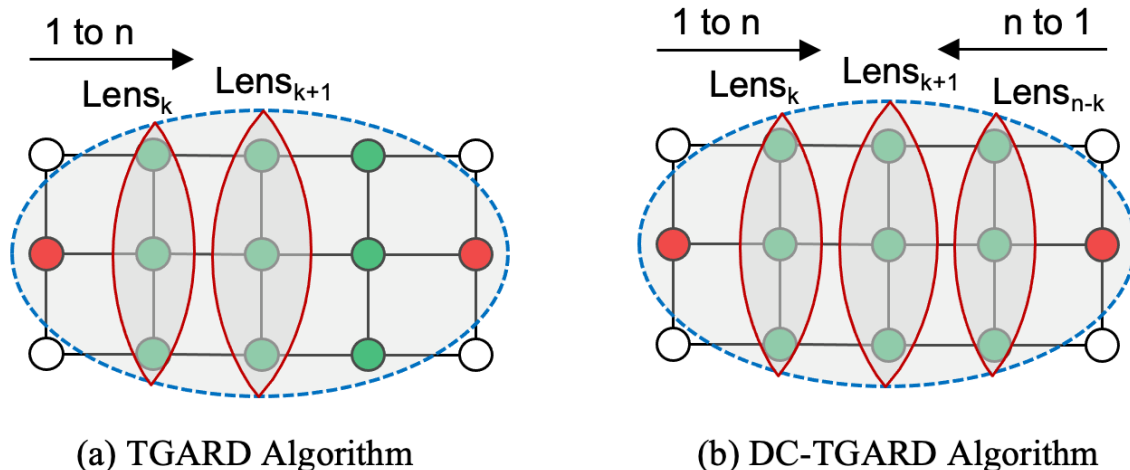 1 to n
Lensₖ
Lensₖ₊₁
(a) TGARD Algorithm
1 to n
n to 1
Lensₖ
Lensₖ₊₁
Lensₙ₋ₖ
(b) DC-TGARD Algorithm